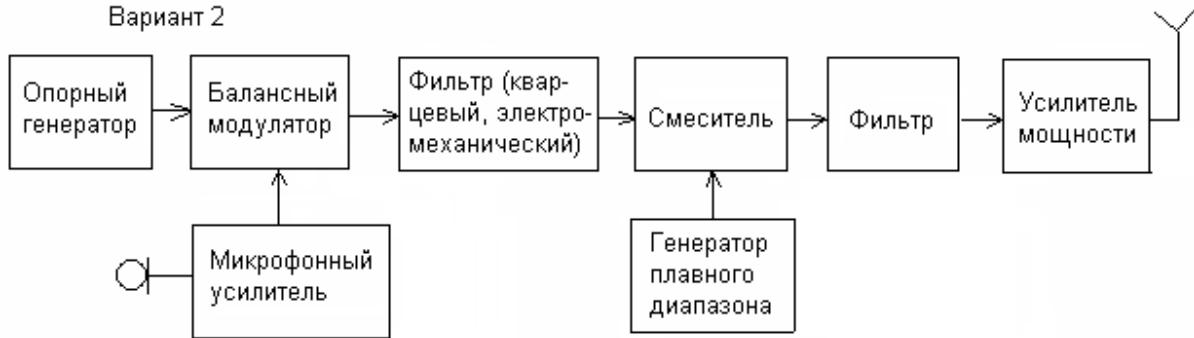 Вариант 2
Опорный
генератор
Балансный
модулятор
Фильтр (квар-
цевый, электро-
механический)
Смеситель
Фильтр
Усилитель
мощности
Микрофонный
усилитель
Генератор
плавного
диапазона